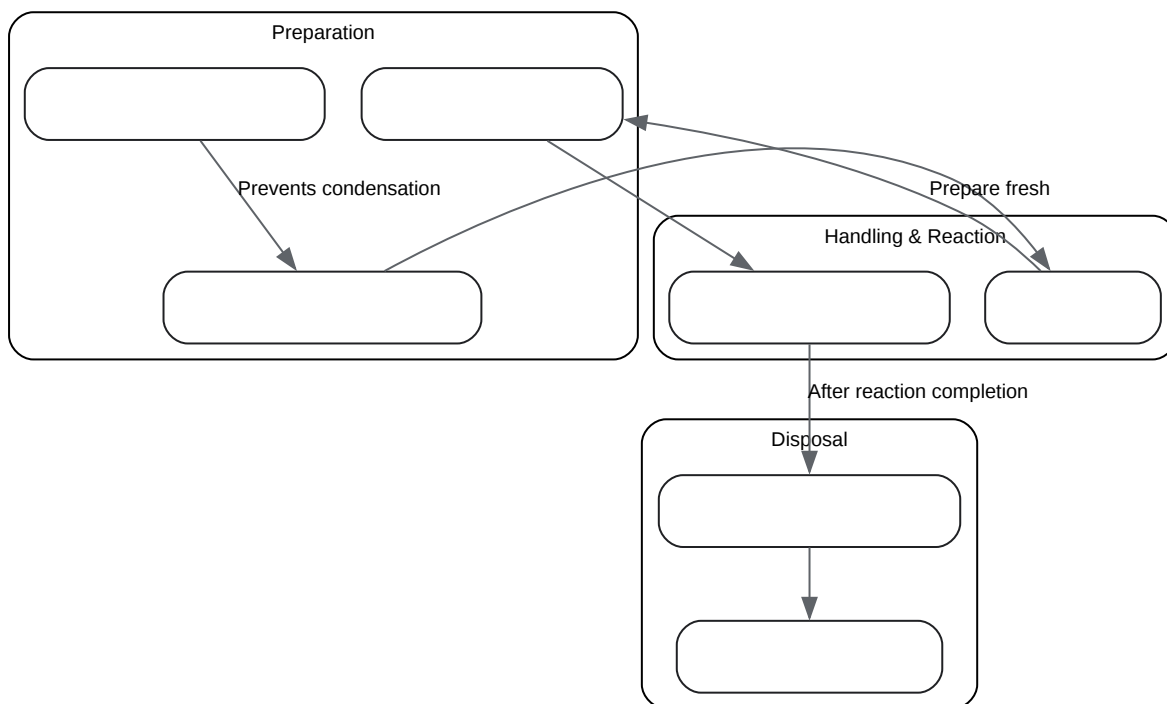 Preparation
Prevents condensation
Prepare fresh
Handling & Reaction
After reaction completion
Disposal